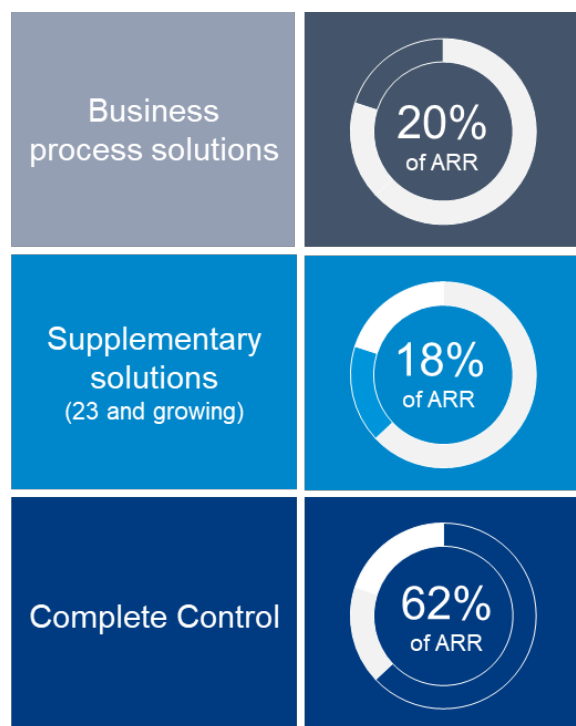 Business
process solutions
20%
of ARR
Supplementary
solutions
(23 and growing)
18%
of ARR
Complete Control
62%
of ARR